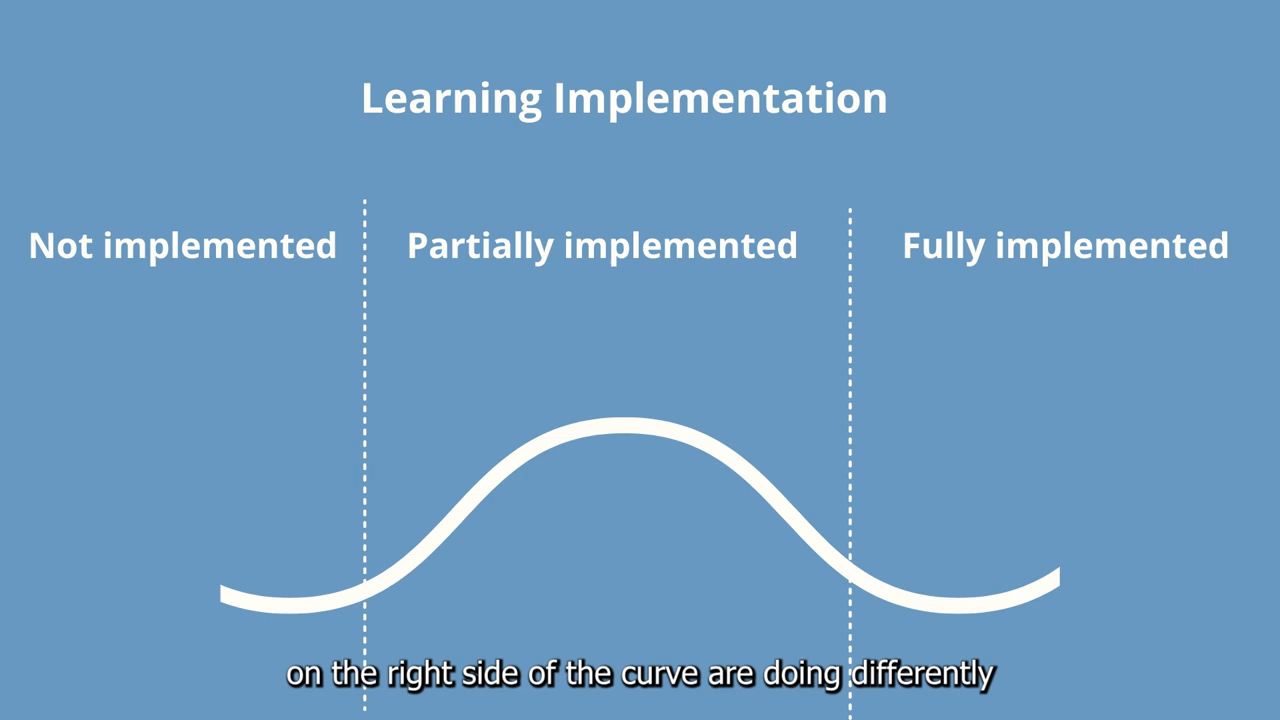 Learning Implementation
Not implemented
Partially implemented
Fully implemented
on the right side of the curve are doing differently